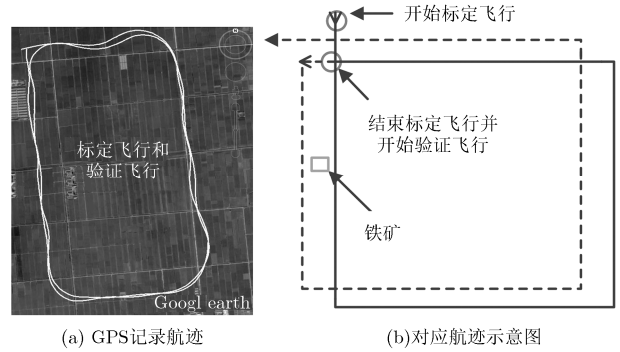 标定飞行和
验证飞行
Googl earth
(a) GPS记录航迹
开始标定飞行
结束标定飞行并
开始验证飞行
铁矿
(b)对应航迹示意图